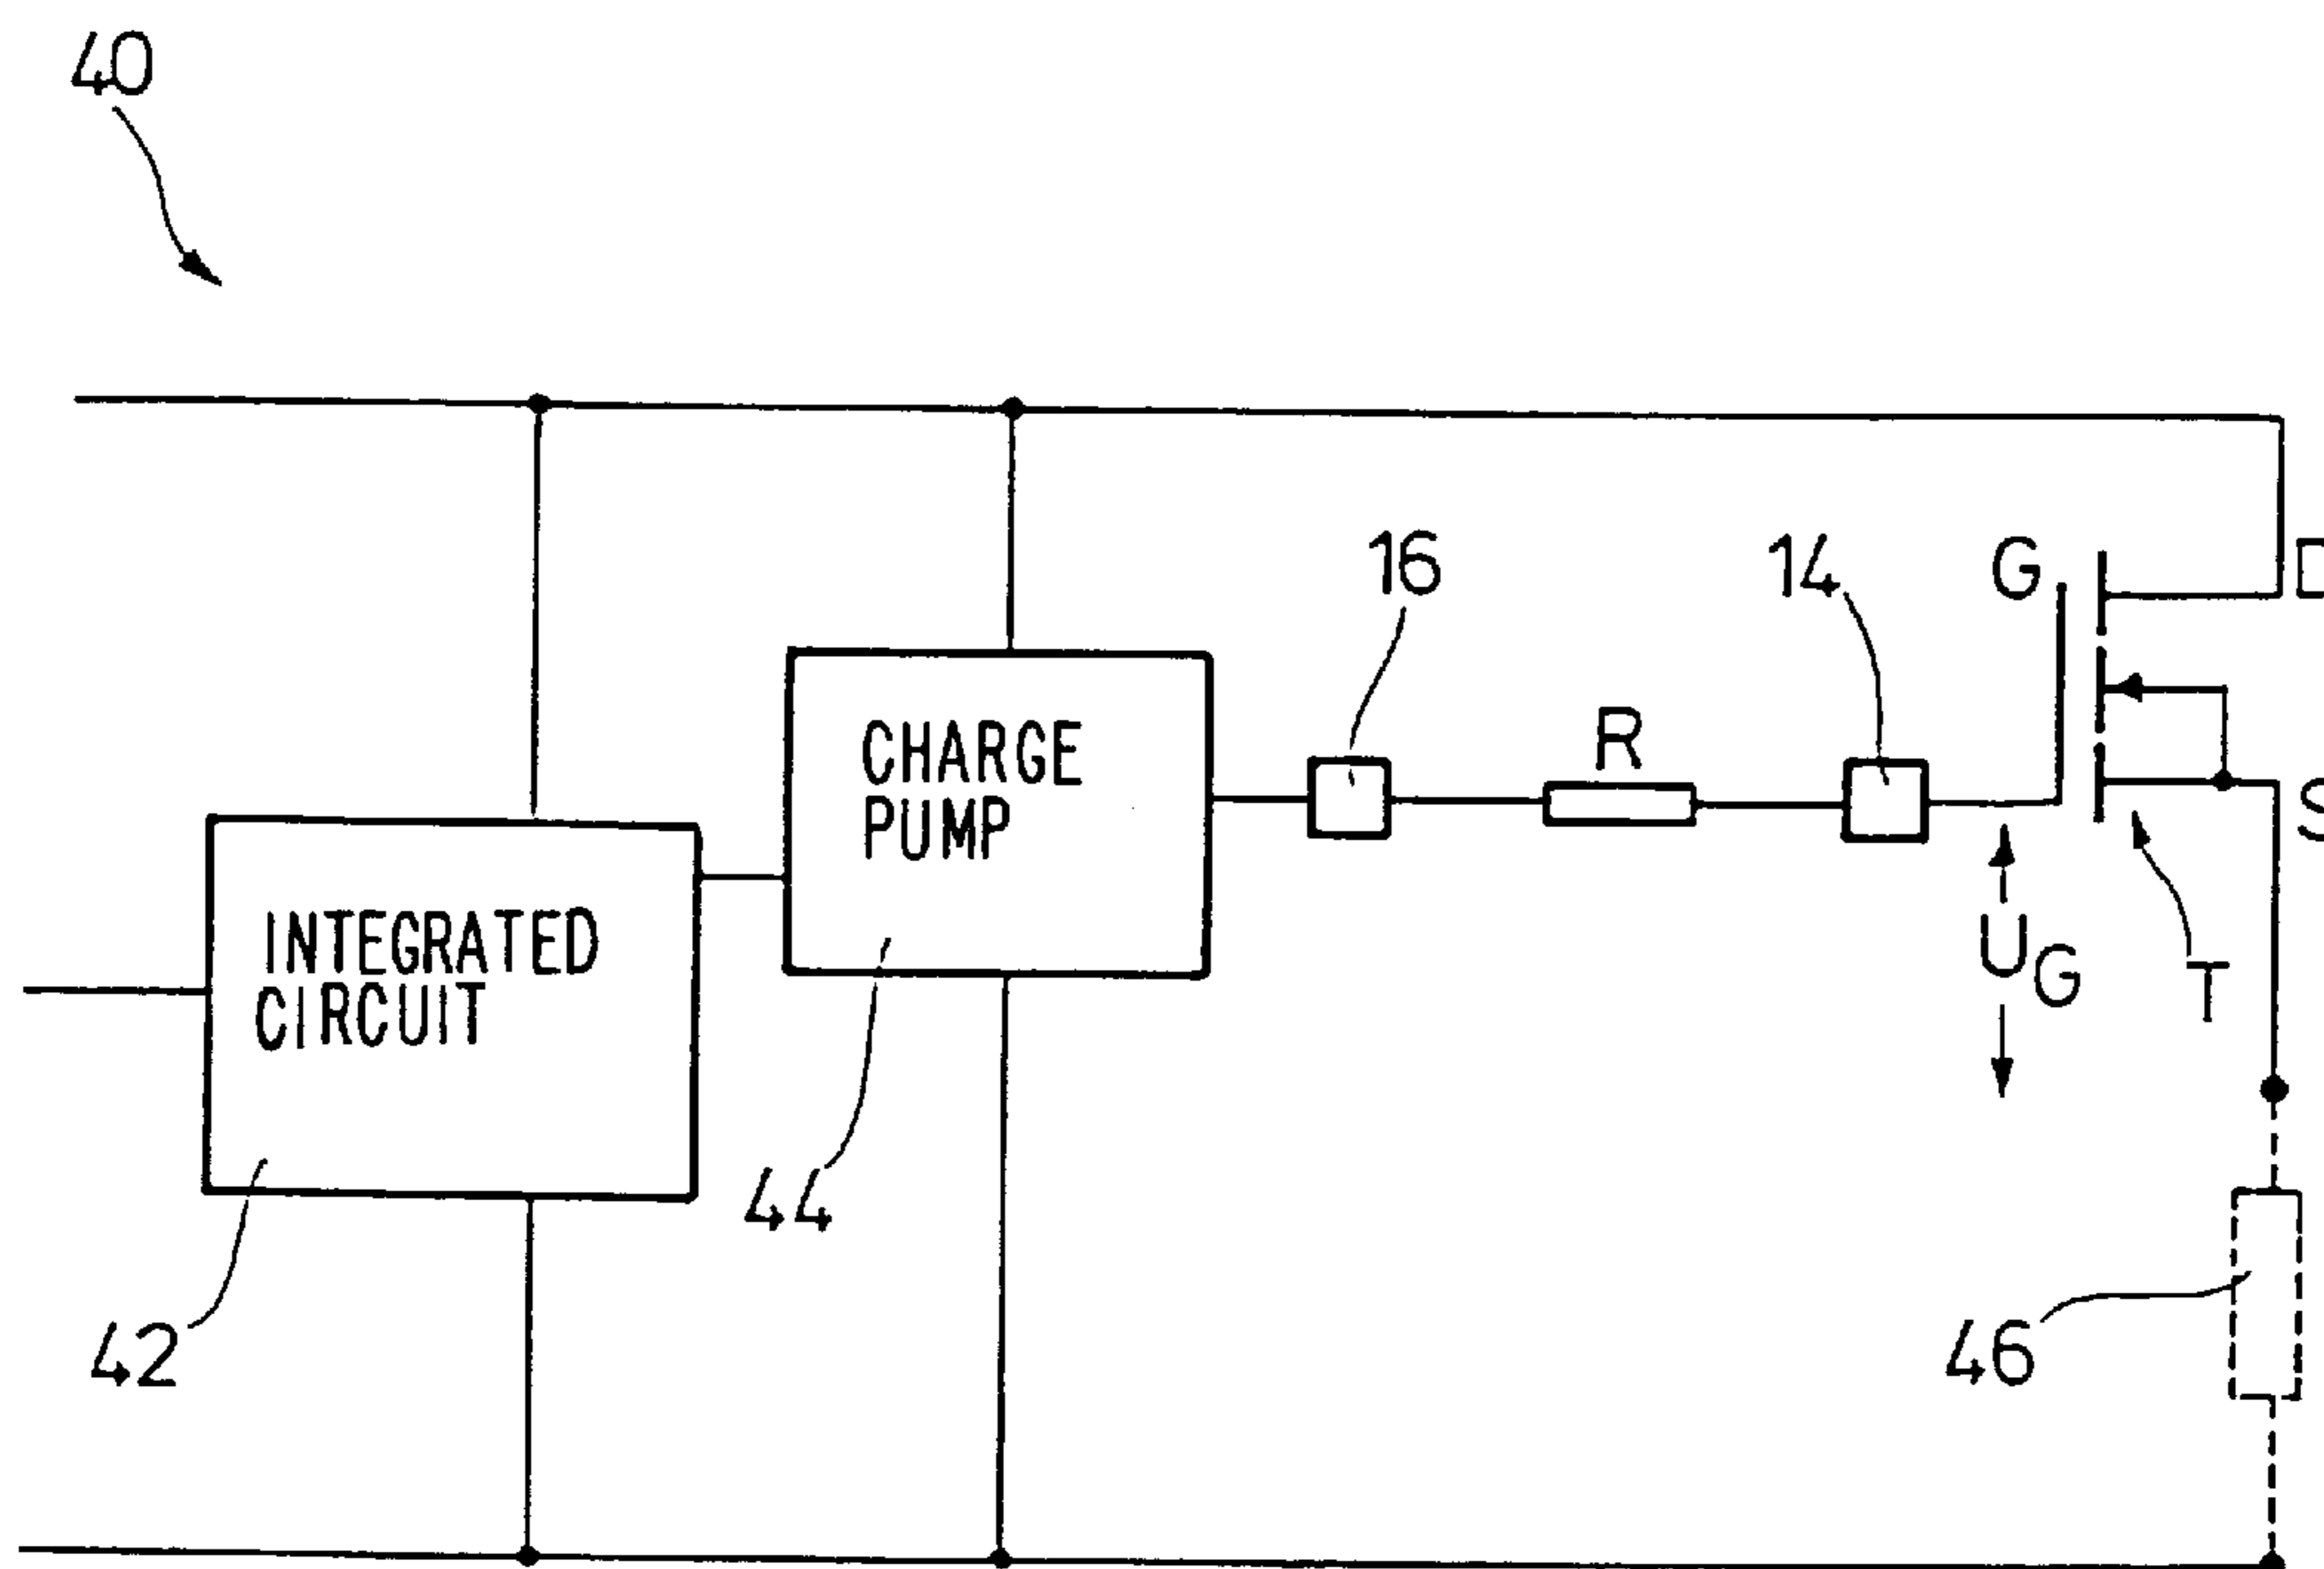 40
16
14
G
D
R
CHARGE
PUMP
S
INTEGRATED
CIRCUIT
UG
T
44
42
46